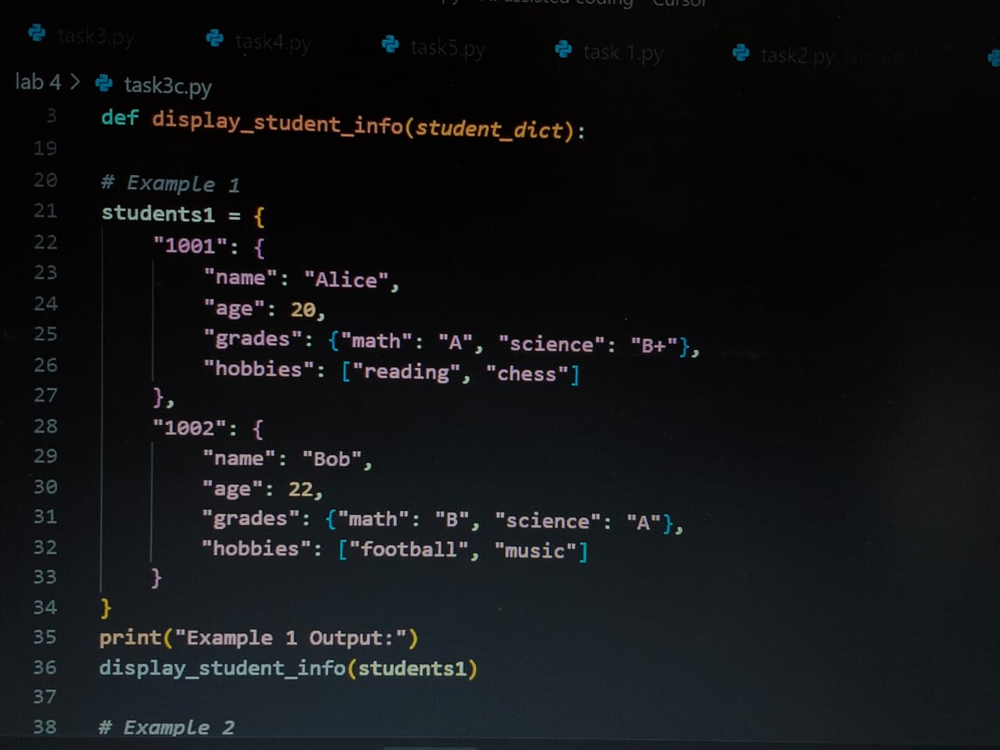 task3.py task4.py task5.py task 1.py task2.py
lab 4 > task3c.py
3 def display_student_info(student_dict):
19
20 # Example 1
21 students1 = {
22 "1001": {
23 "name": "Alice",
24 "age": 20,
25 "grades": {"math": "A", "science": "B+"},
26 "hobbies": ["reading", "chess"]
27 },
28 "1002": {
29 "name": "Bob",
30 "age": 22,
31 "grades": {"math": "B", "science": "A"},
32 "hobbies": ["football", "music"]
33 }
34 }
35 print("Example 1 Output:")
36 display_student_info(students1)
37
38 # Example 2